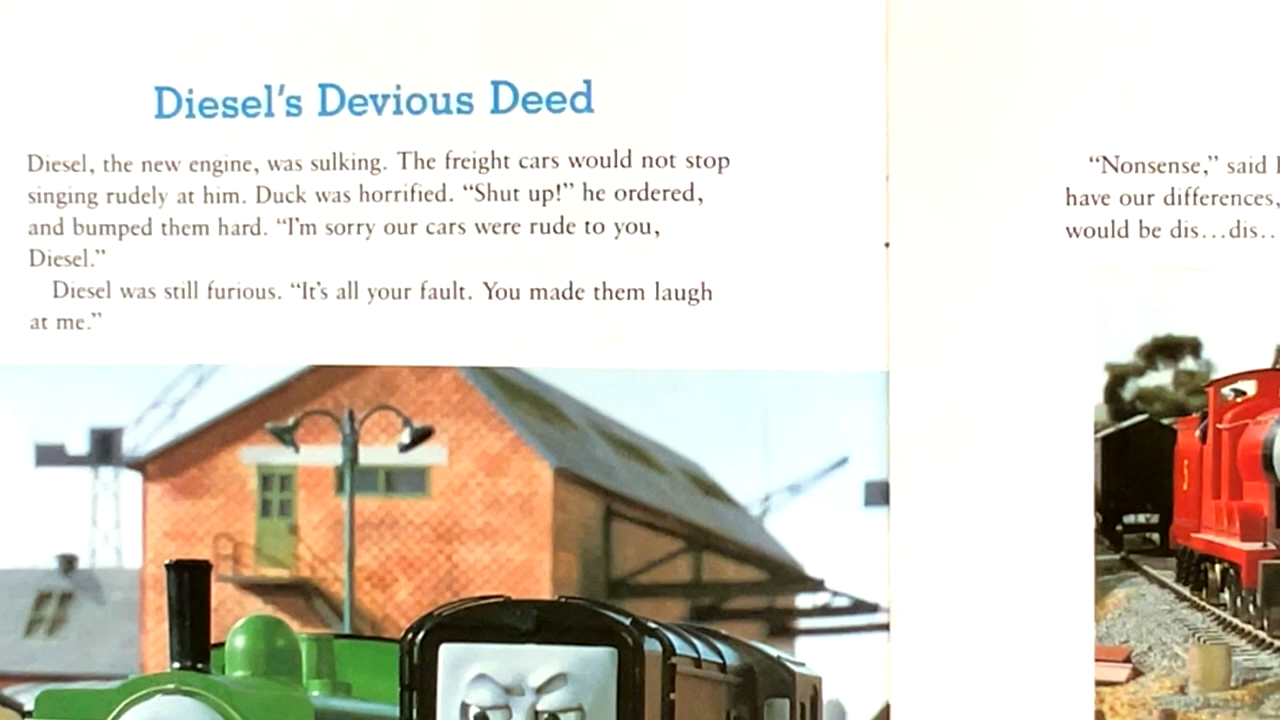 Diesel's Devious Deed
Diesel, the new engine, was sulking. The freight cars would not stop
singing rudely at him. Duck was horrified. “Shut up!” he ordered,
and bumped them hard. “I'm sorry our cars were rude to you,
Diesel.”
Diesel was still furious. “It's all your fault. You made them laugh
at me.”
“Nonsense,” said
have our differences,
would be dis...dis..
5